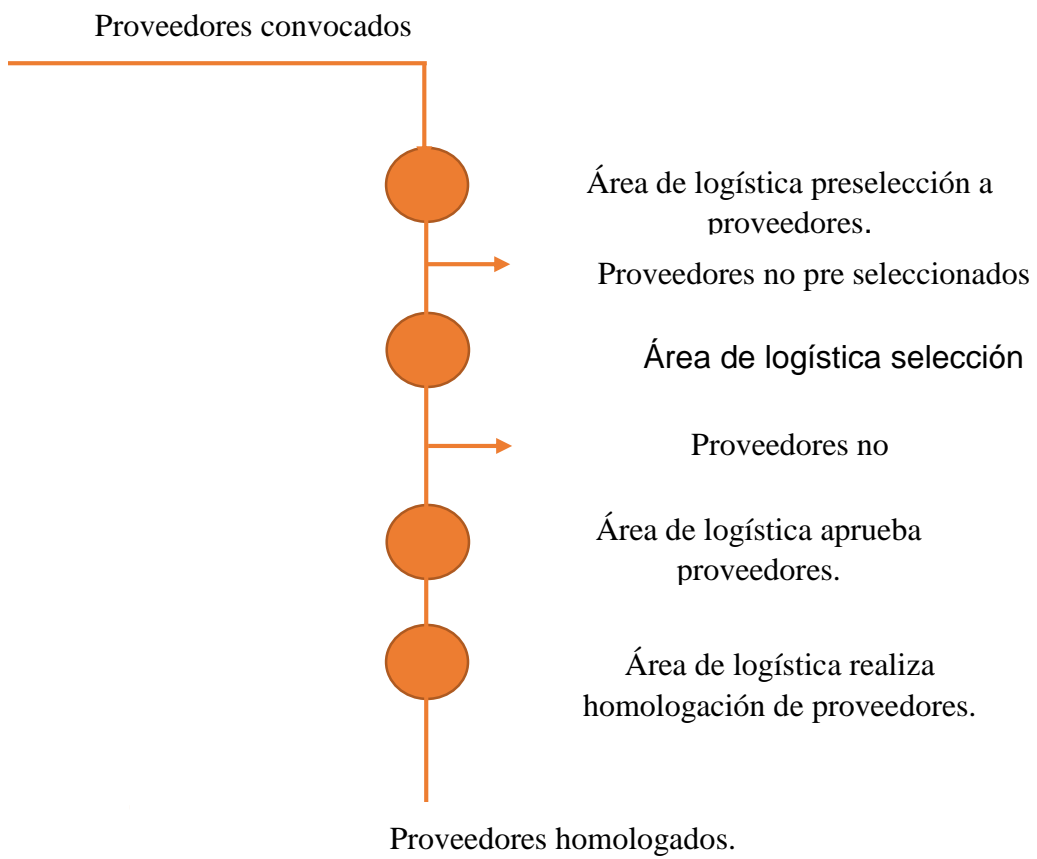 Proveedores convocados
Área de logística preselección a
proveedores.
Proveedores no pre seleccionados
Área de logística selección
Proveedores no
Área de logística aprueba
proveedores.
Área de logística realiza
homologación de proveedores.
Proveedores homologados.